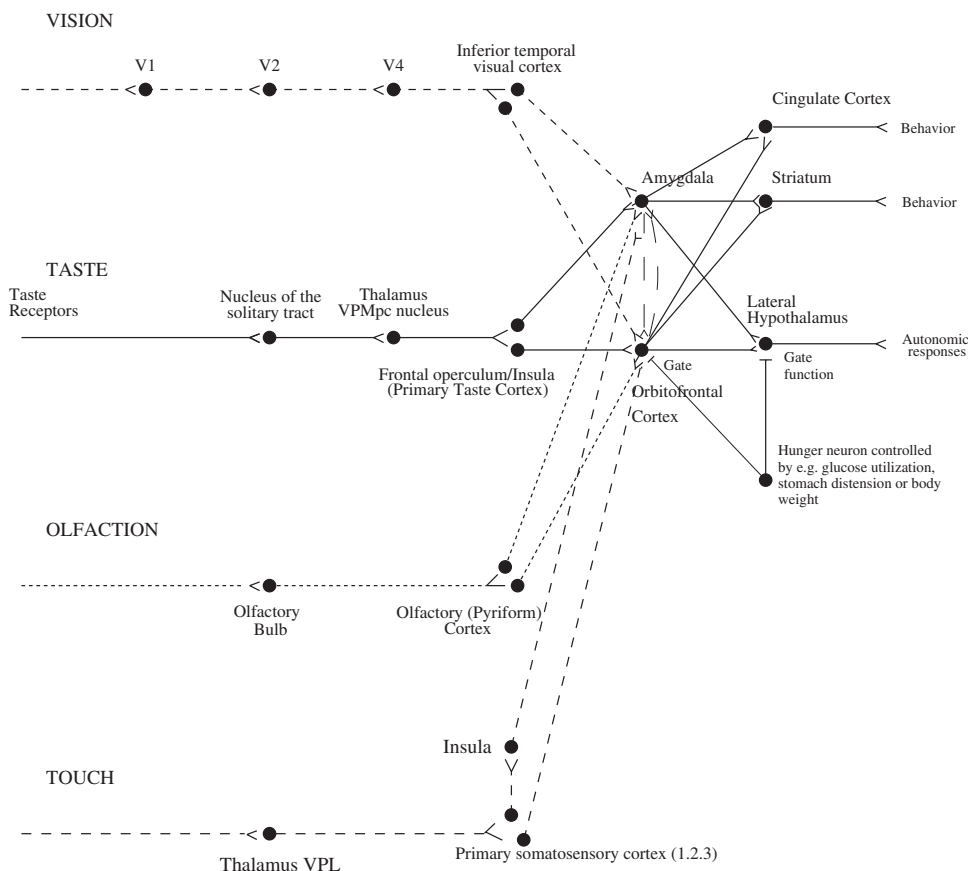 VISION
V1
V2
V4
Inferior temporal
visual cortex
Cingulate Cortex
Behavior
Amygdala
Striatum
Behavior
TASTE
Taste
Receptors
Nucleus of the
solitary tract
Thalamus
VPMpc nucleus
Frontal operculum/Insula
(Primary Taste Cortex)
Gate
Orbitofrontal
Cortex
Lateral
Hypothalamus
Gate
function
Autonomic
responses
Hunger neuron controlled
by e.g. glucose utilization,
stomach distension or body
weight
OLFACTION
Olfactory
Bulb
Olfactory (Pyriform)
Cortex
Insula
TOUCH
Thalamus VPL
Primary somatosensory cortex (1.2.3)